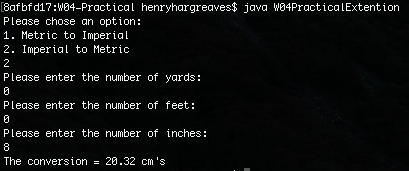 [8afbfd17:W04-Practical henryhargreaves$ java W04PracticalExtention
Please chose an option:
1. Metric to Imperial
2. Imperial to Metric
2
Please enter the number of yards:
0
Please enter the number of feet:
0
Please enter the number of inches:
8
The conversion = 20.32 cm's